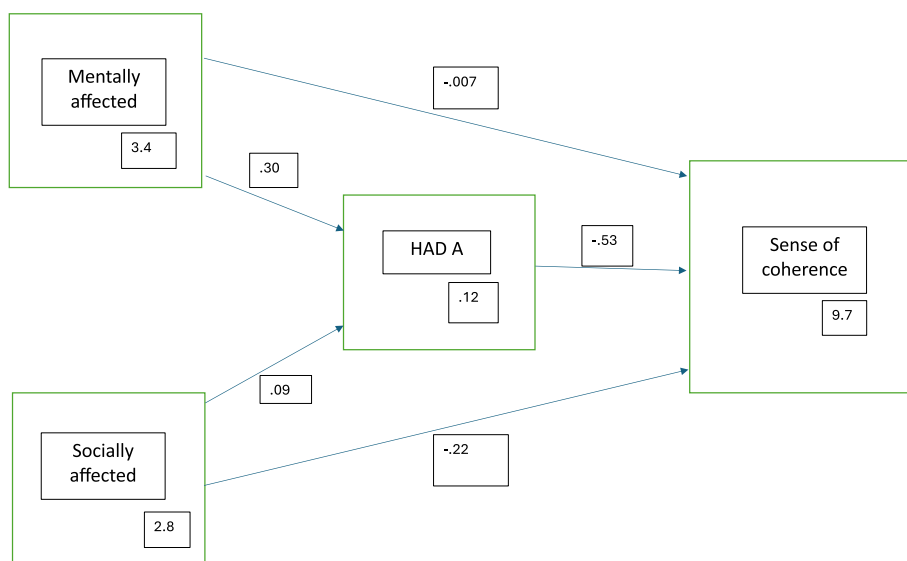 Mentally
affected
3.4
-.007
.30
HAD A
.12
-.53
Sense of
coherence
9.7
.09
Socially
affected
2.8
-.22